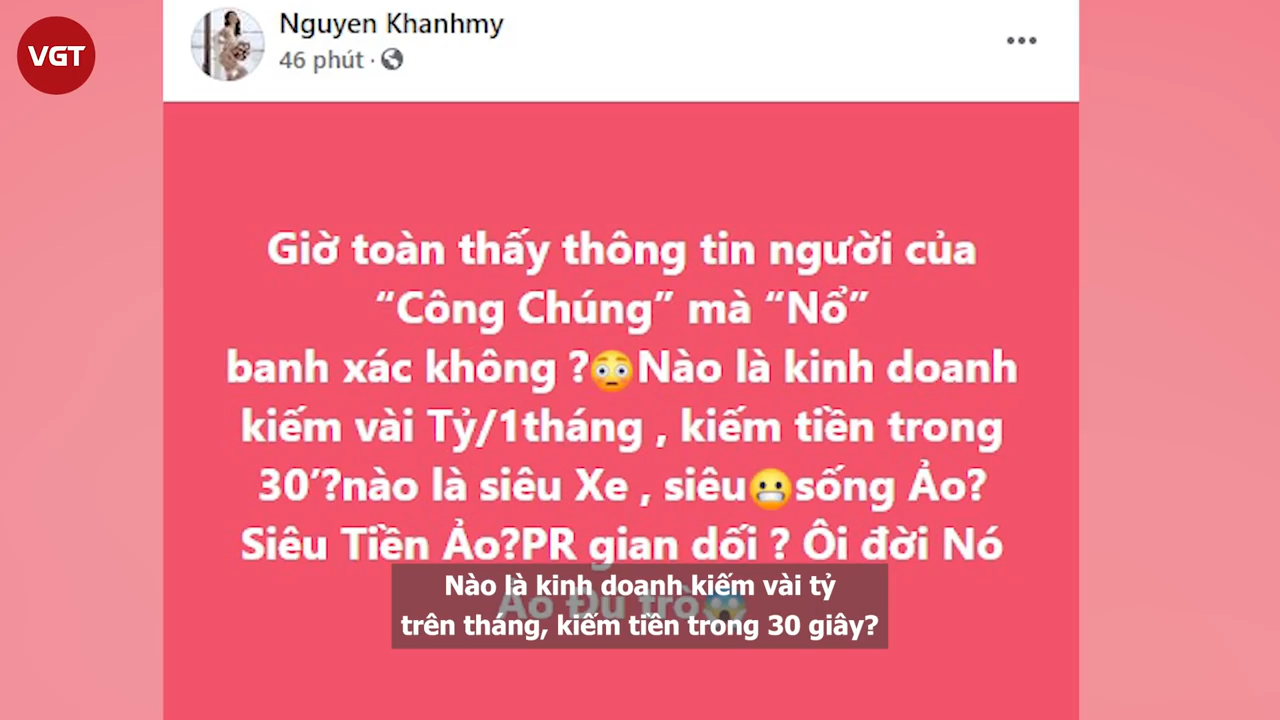 VGT
Nguyen Khanhmy
46 phút ·
Giờ toàn thấy thông tin người của
“Công Chúng” mà “Nổ”
banh xác không ?😳Nào là kinh doanh
kiếm vài Tỷ/1tháng , kiếm tiền trong
30’?nào là siêu Xe , siêu😬sống Ảo?
Siêu Tiền Ảo?PR gian dối ? Ôi đời Nó
Ảo Đủ trò😱
Nào là kinh doanh kiếm vài tỷ
trên tháng, kiếm tiền trong 30 giây?